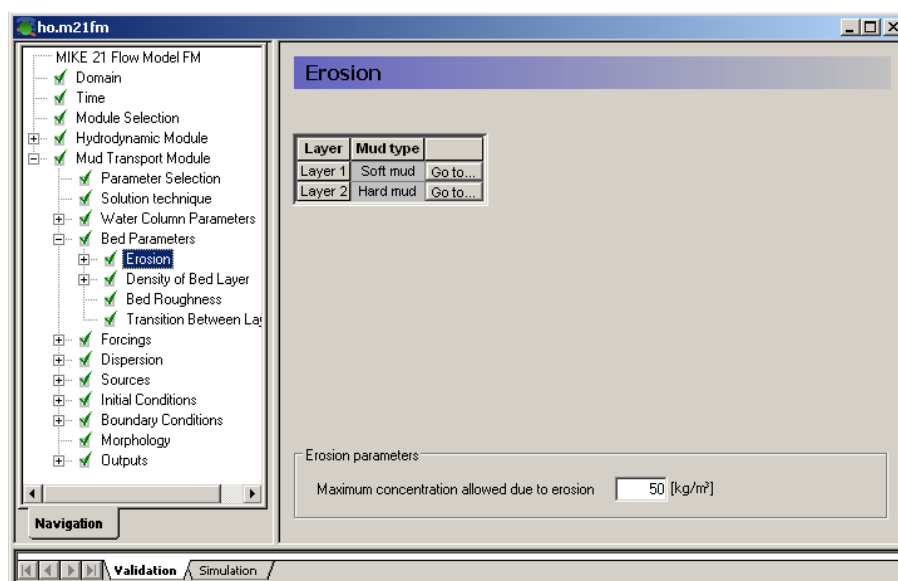 ho.m21fm
MIKE 21 Flow Model FM
Domain
Time
Module Selection
Hydrodynamic Module
Mud Transport Module
Parameter Selection
Solution technique
Water Column Parameters
Bed Parameters
Erosion
Density of Bed Layer
Bed Roughness
Transition Between Lay
Forcings
Dispersion
Sources
Initial Conditions
Boundary Conditions
Morphology
Outputs
Navigation
Erosion
Layer Mud type
Layer 1 Soft mud Go to...
Layer 2 Hard mud Go to...
Erosion parameters
Maximum concentration allowed due to erosion 50 [kg/m³]
Validation Simulation